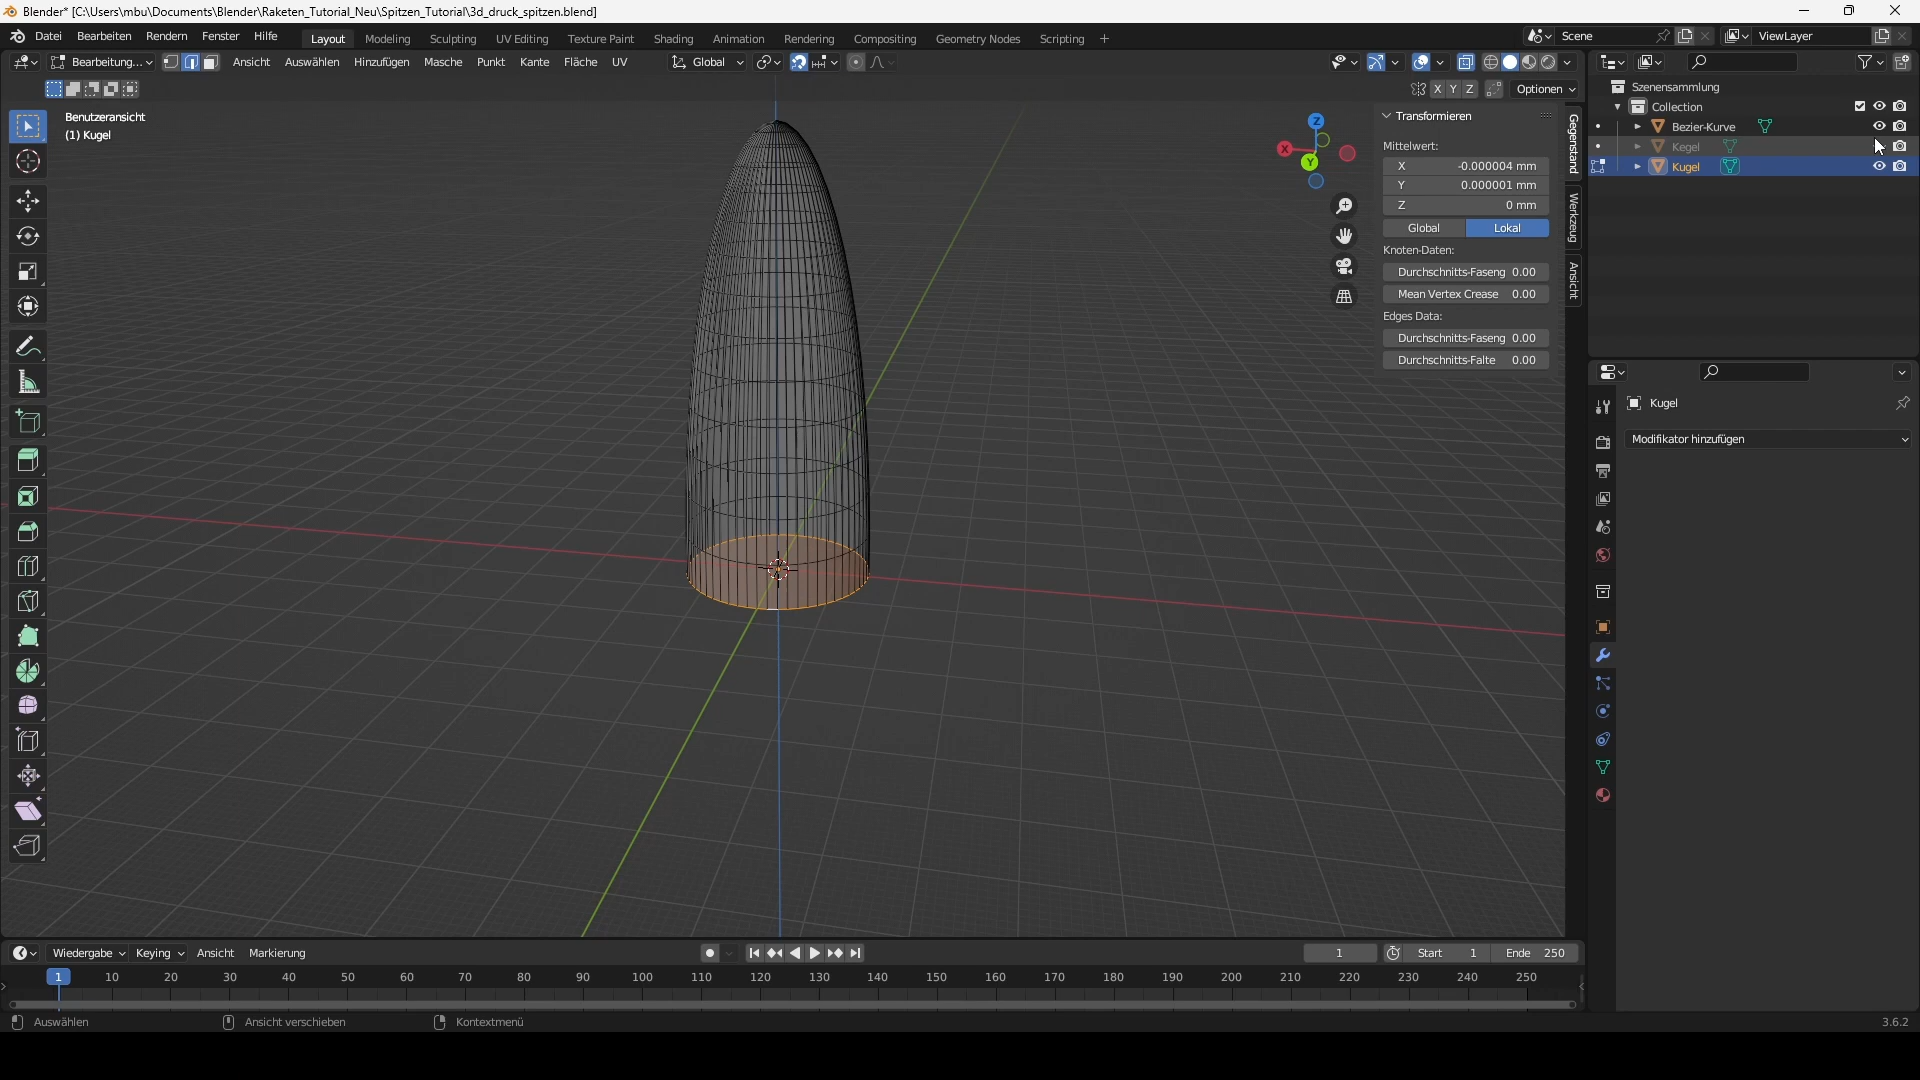 Blender* [C:\Users\mbu\Documents\Blender\Raketen_Tutorial_Neu\Spitzen_Tutorial\3d_druck_spitzen.blend]
Datei Bearbeiten Rendern Fenster Hilfe Layout Modeling Sculpting UV Editing Texture Paint Shading Animation Rendering Compositing Geometry Nodes Scripting + Scene ViewLayer
Bearbeitung... Ansicht Auswählen Hinzufügen Masche Punkt Kante Fläche UV Global
X Y Z Optionen
Benutzeransicht
(1) Kugel
Z
X
Y
Transformieren
Mittelwert:
X -0.000004 mm
Y 0.000001 mm
Z 0 mm
Global Lokal
Knoten-Daten:
Durchschnitts-Faseng 0.00
Mean Vertex Crease 0.00
Edges Data:
Durchschnitts-Faseng 0.00
Durchschnitts-Falte 0.00
Gegenstand
Werkzeug
Ansicht
Szenensammlung
Collection
Bezier-Kurve
Kegel
Kugel
Kugel
Modifikator hinzufügen
Wiedergabe Keying Ansicht Markierung 1 Start 1 Ende 250
1 10 20 30 40 50 60 70 80 90 100 110 120 130 140 150 160 170 180 190 200 210 220 230 240 250
Auswählen Ansicht verschieben Kontextmenü 3.6.2